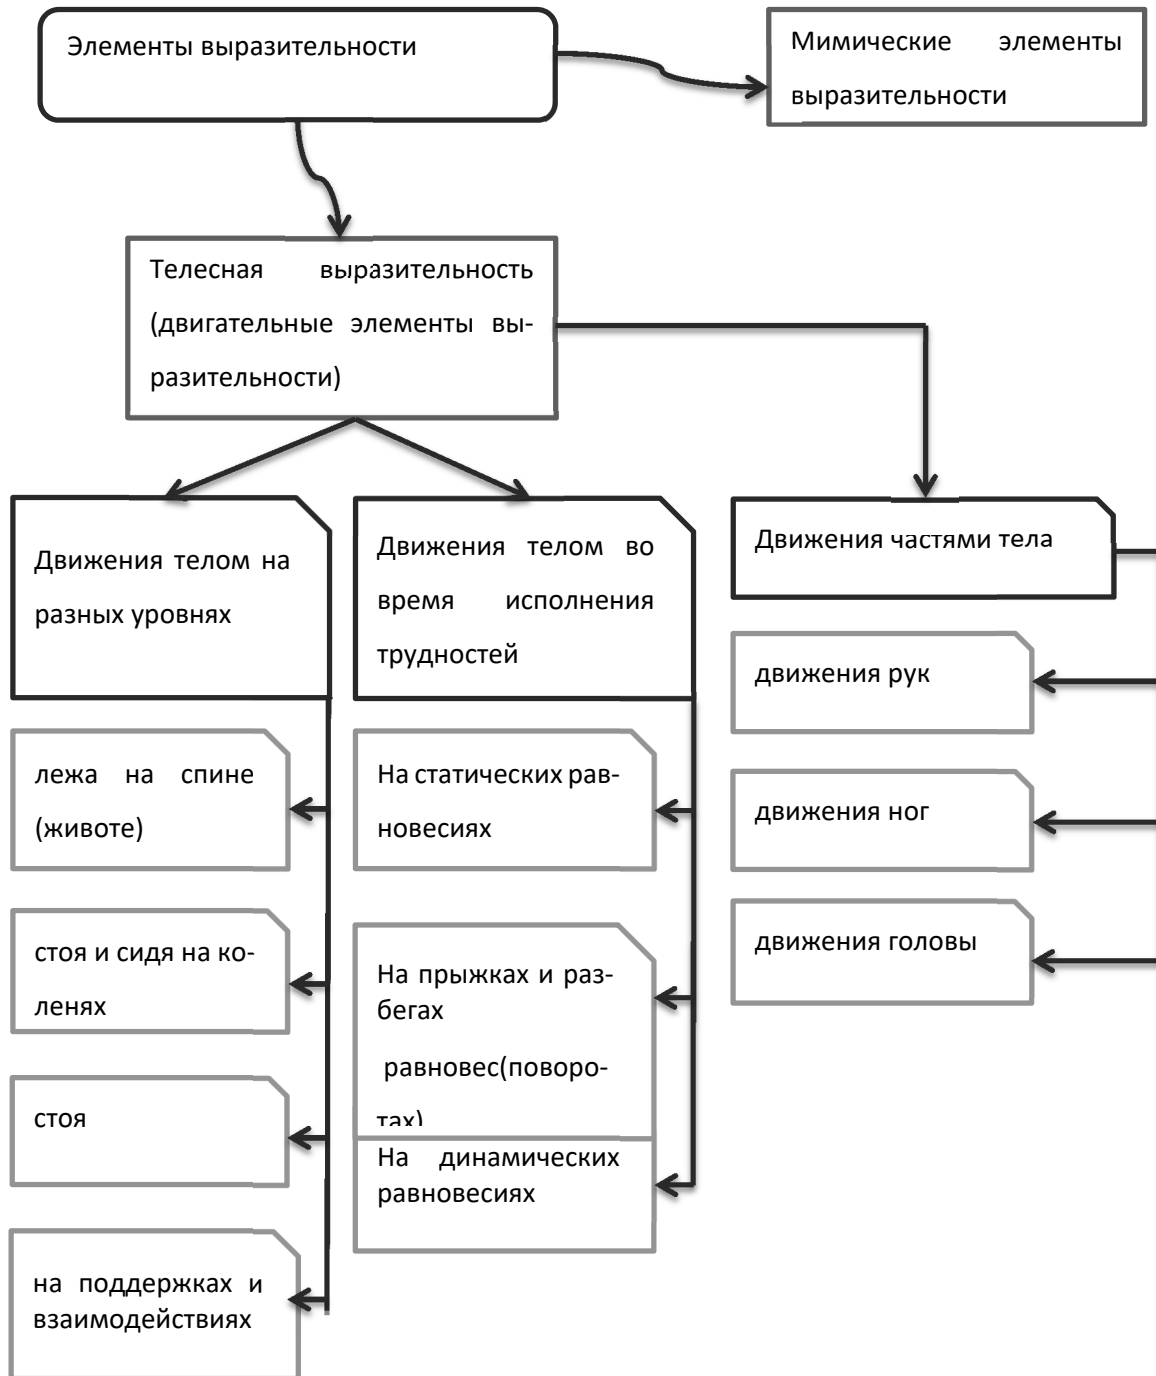 Элементы выразительности
Мимические элементы
выразительности
Телесная выразительность
(двигательные элементы вы-
разительности)
Движения телом на
разных уровнях
Движения телом во
время исполнения
трудностей
Движения частями тела
движения рук
движения ног
движения головы
лежа на спине
(животе)
стоя и сидя на ко-
ленях
стоя
на поддержках и
взаимодействиях
На статических рав-
новесиях
На прыжках и раз-
бегах
равновес(поворо-
тах)
На динамических
равновесиях